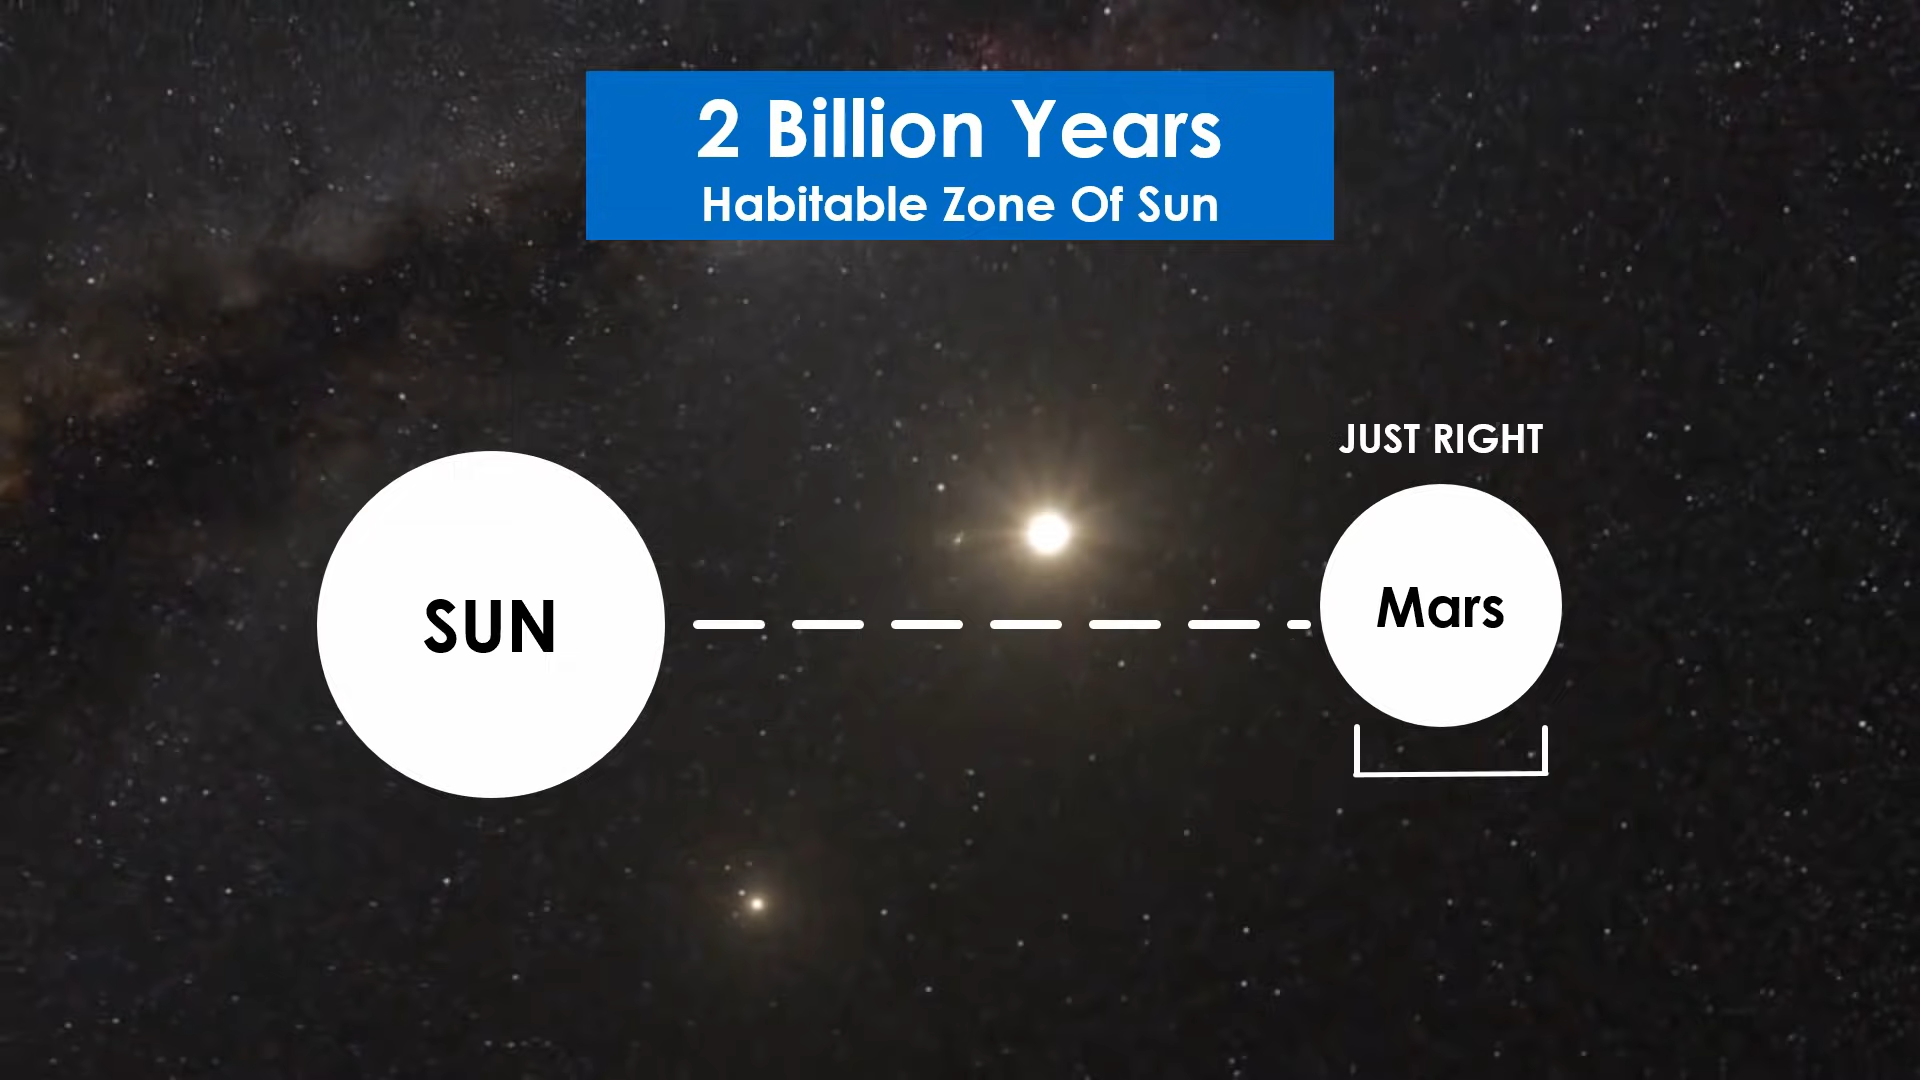 2 Billion Years
Habitable Zone Of Sun
JUST RIGHT
SUN
Mars